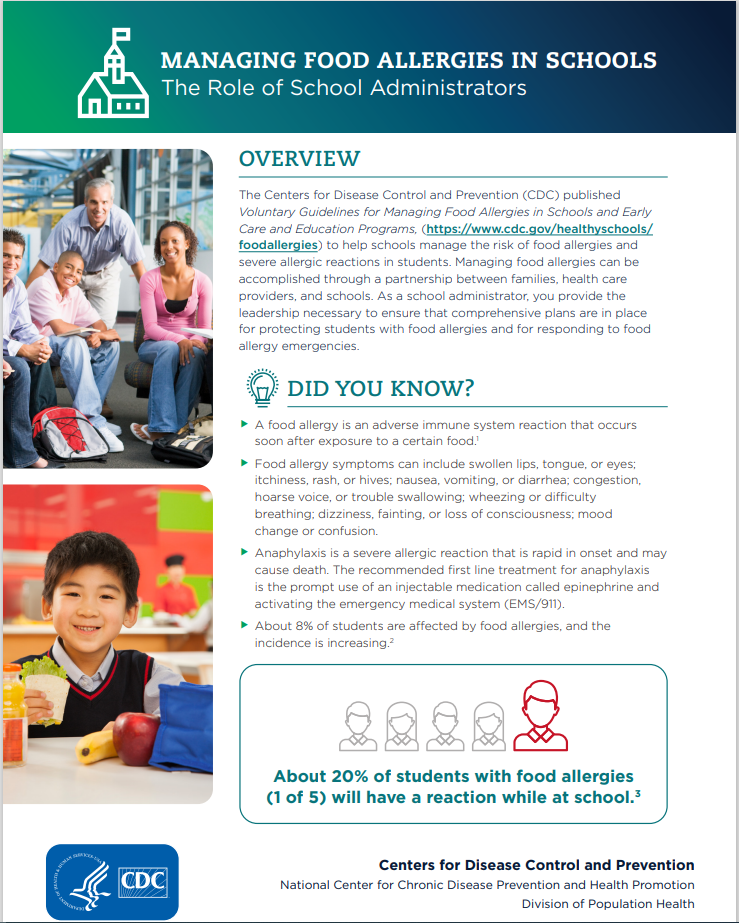 MANAGING FOOD ALLERGIES IN SCHOOLS
The Role of School Administrators
OVERVIEW
The Centers for Disease Control and Prevention (CDC) published
Voluntary Guidelines for Managing Food Allergies in Schools and Early
Care and Education Programs, (https://www.cdc.gov/healthyschools/
foodallergies) to help schools manage the risk of food allergies and
severe allergic reactions in students. Managing food allergies can be
accomplished through a partnership between families, health care
providers, and schools. As a school administrator, you provide the
leadership necessary to ensure that comprehensive plans are in place
for protecting students with food allergies and for responding to food
allergy emergencies.
DID YOU KNOW?
A food allergy is an adverse immune system reaction that occurs
soon after exposure to a certain food.¹
Food allergy symptoms can include swollen lips, tongue, or eyes;
itchiness, rash, or hives; nausea, vomiting, or diarrhea; congestion,
hoarse voice, or trouble swallowing; wheezing or difficulty
breathing; dizziness, fainting, or loss of consciousness; mood
change or confusion.
Anaphylaxis is a severe allergic reaction that is rapid in onset and may
cause death. The recommended first line treatment for anaphylaxis
is the prompt use of an injectable medication called epinephrine and
activating the emergency medical system (EMS/911).
About 8% of students are affected by food allergies, and the
incidence is increasing.²
About 20% of students with food allergies
(1 of 5) will have a reaction while at school.³
DEPARTMENT OF HEALTH & HUMAN SERVICES • USA
CDC
Centers for Disease Control and Prevention
National Center for Chronic Disease Prevention and Health Promotion
Division of Population Health